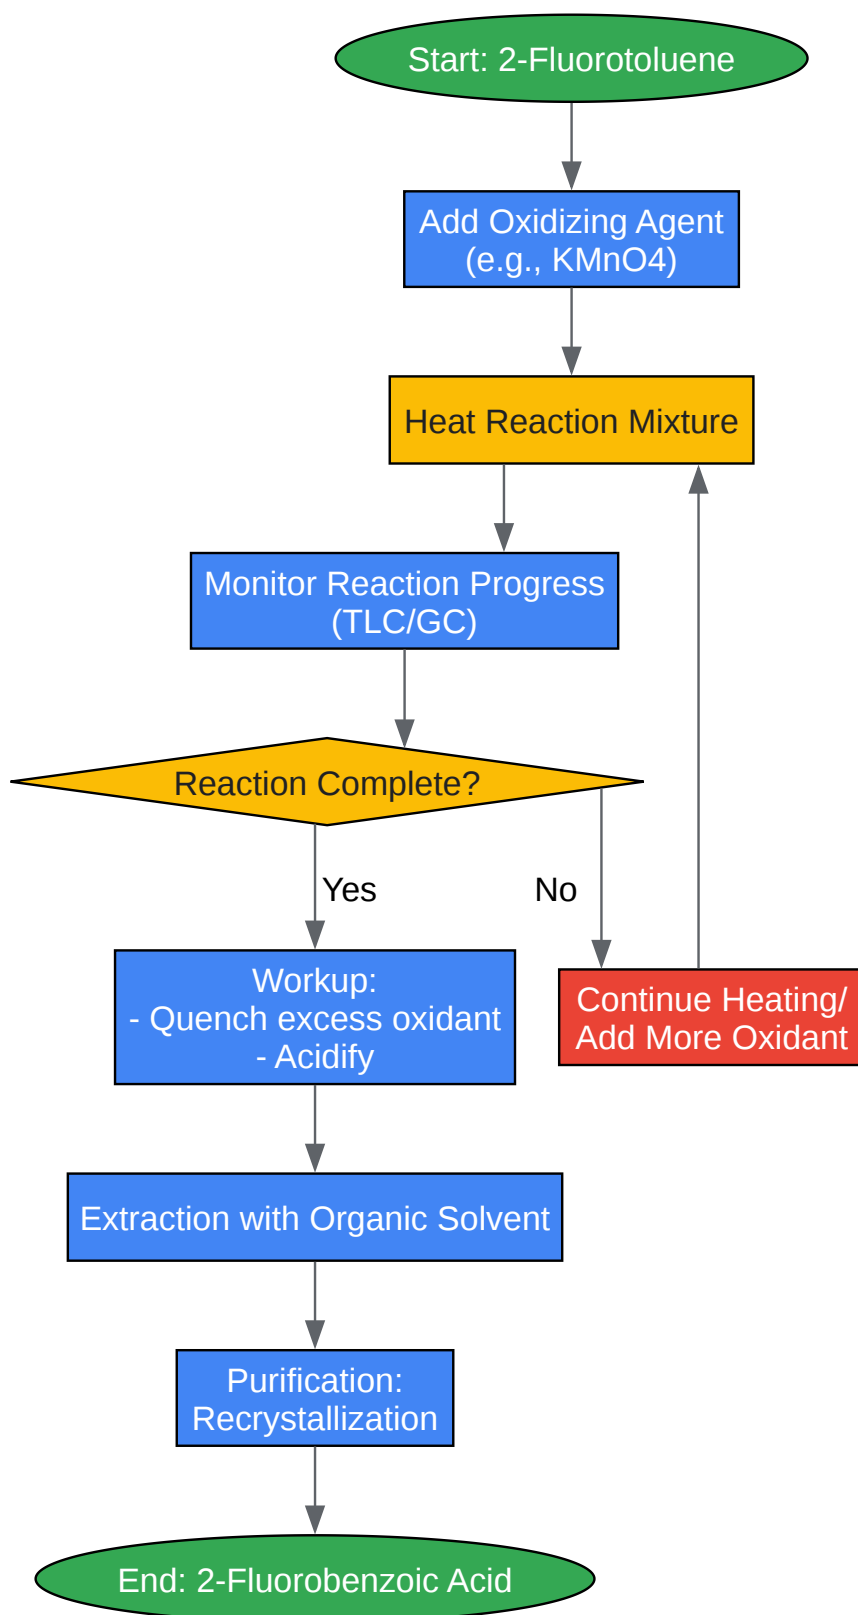 Start: 2-Fluorotoluene
Add Oxidizing Agent
(e.g., KMnO4)
Heat Reaction Mixture
Monitor Reaction Progress
(TLC/GC)
Reaction Complete?
Yes
No
Workup:
- Quench excess oxidant
- Acidify
Continue Heating/
Add More Oxidant
Extraction with Organic Solvent
Purification:
Recrystallization
End: 2-Fluorobenzoic Acid